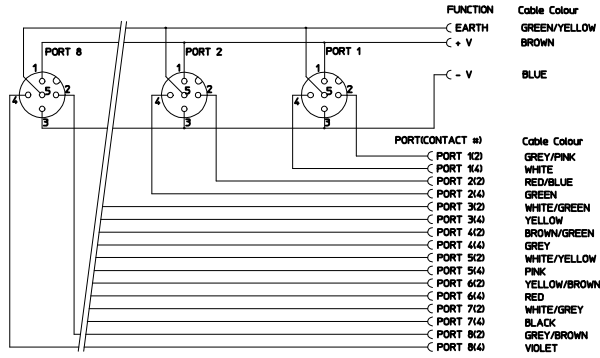 FUNCTION Cable Colour
EARTH GREEN/YELLOW
+ V BROWN
PORT 8 PORT 2 PORT 1
- V BLUE
1 1 1
4 5 2 4 5 2 4 5 2
3 3 3
PORT(CONTACT #) Cable Colour
PORT 1(2) GREY/PINK
PORT 1(4) WHITE
PORT 2(2) RED/BLUE
PORT 2(4) GREEN
PORT 3(2) WHITE/GREEN
PORT 3(4) YELLOW
PORT 4(2) BROWN/GREEN
PORT 4(4) GREY
PORT 5(2) WHITE/YELLOW
PORT 5(4) PINK
PORT 6(2) YELLOW/BROWN
PORT 6(4) RED
PORT 7(2) WHITE/GREY
PORT 7(4) BLACK
PORT 8(2) GREY/BROWN
PORT 8(4) VIOLET